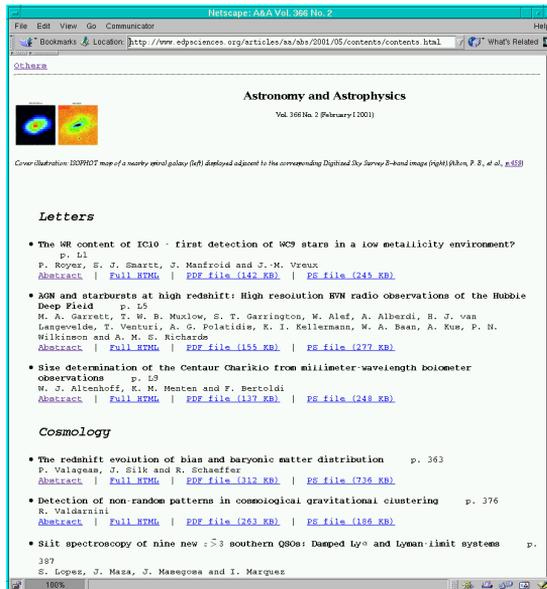 Netscape: A&A Vol. 366 No. 2
File Edit View Go Communicator Help
Bookmarks Location: http://www.edpsciences.org/articles/aa/abs/2001/05/contents/contents.html What's Related
Others
Astronomy and Astrophysics
Vol. 366 No. 2 (February I 2001)
Cover illustration: ISOPHOT map of a nearby spiral galaxy (left) displayed adjacent to the corresponding Digitized Sky Survey B-band image (right) (Alton, P. B., et al., p.459)
Letters
• The WR content of IC10 - first detection of WC9 stars in a low metallicity environment?
p. L1
P. Royer, S. J. Smartt, J. Manfroid and J.-M. Vreux
Abstract | Full HTML | PDF file (142 KB) | PS file (245 KB)
• AGN and starbursts at high redshift: High resolution EVN radio observations of the Hubble
Deep Field p. L5
M. A. Garrett, T. W. B. Muxlow, S. T. Garrington, W. Alef, A. Alberdi, H. J. van
Langevelde, T. Venturi, A. G. Polatidis, K. I. Kellermann, W. A. Baan, A. Kus, P. N.
Wilkinson and A. M. S. Richards
Abstract | Full HTML | PDF file (155 KB) | PS file (277 KB)
• Size determination of the Centaur Chariklo from millimeter-wavelength bolometer
observations p. L9
W. J. Altenhoff, K. M. Menten and F. Bertoldi
Abstract | Full HTML | PDF file (137 KB) | PS file (248 KB)
Cosmology
• The redshift evolution of bias and baryonic matter distribution p. 363
P. Valageas, J. Silk and R. Schaeffer
Abstract | Full HTML | PDF file (312 KB) | PS file (736 KB)
• Detection of non-random patterns in cosmological gravitational clustering p. 376
R. Valdarnini
Abstract | Full HTML | PDF file (263 KB) | PS file (186 KB)
• Slit spectroscopy of nine new z>3 southern QSOs: Damped Lyα and Lyman-limit systems p.
387
S. Lopez, J. Maza, J. Masegosa and I. Marquez
100%